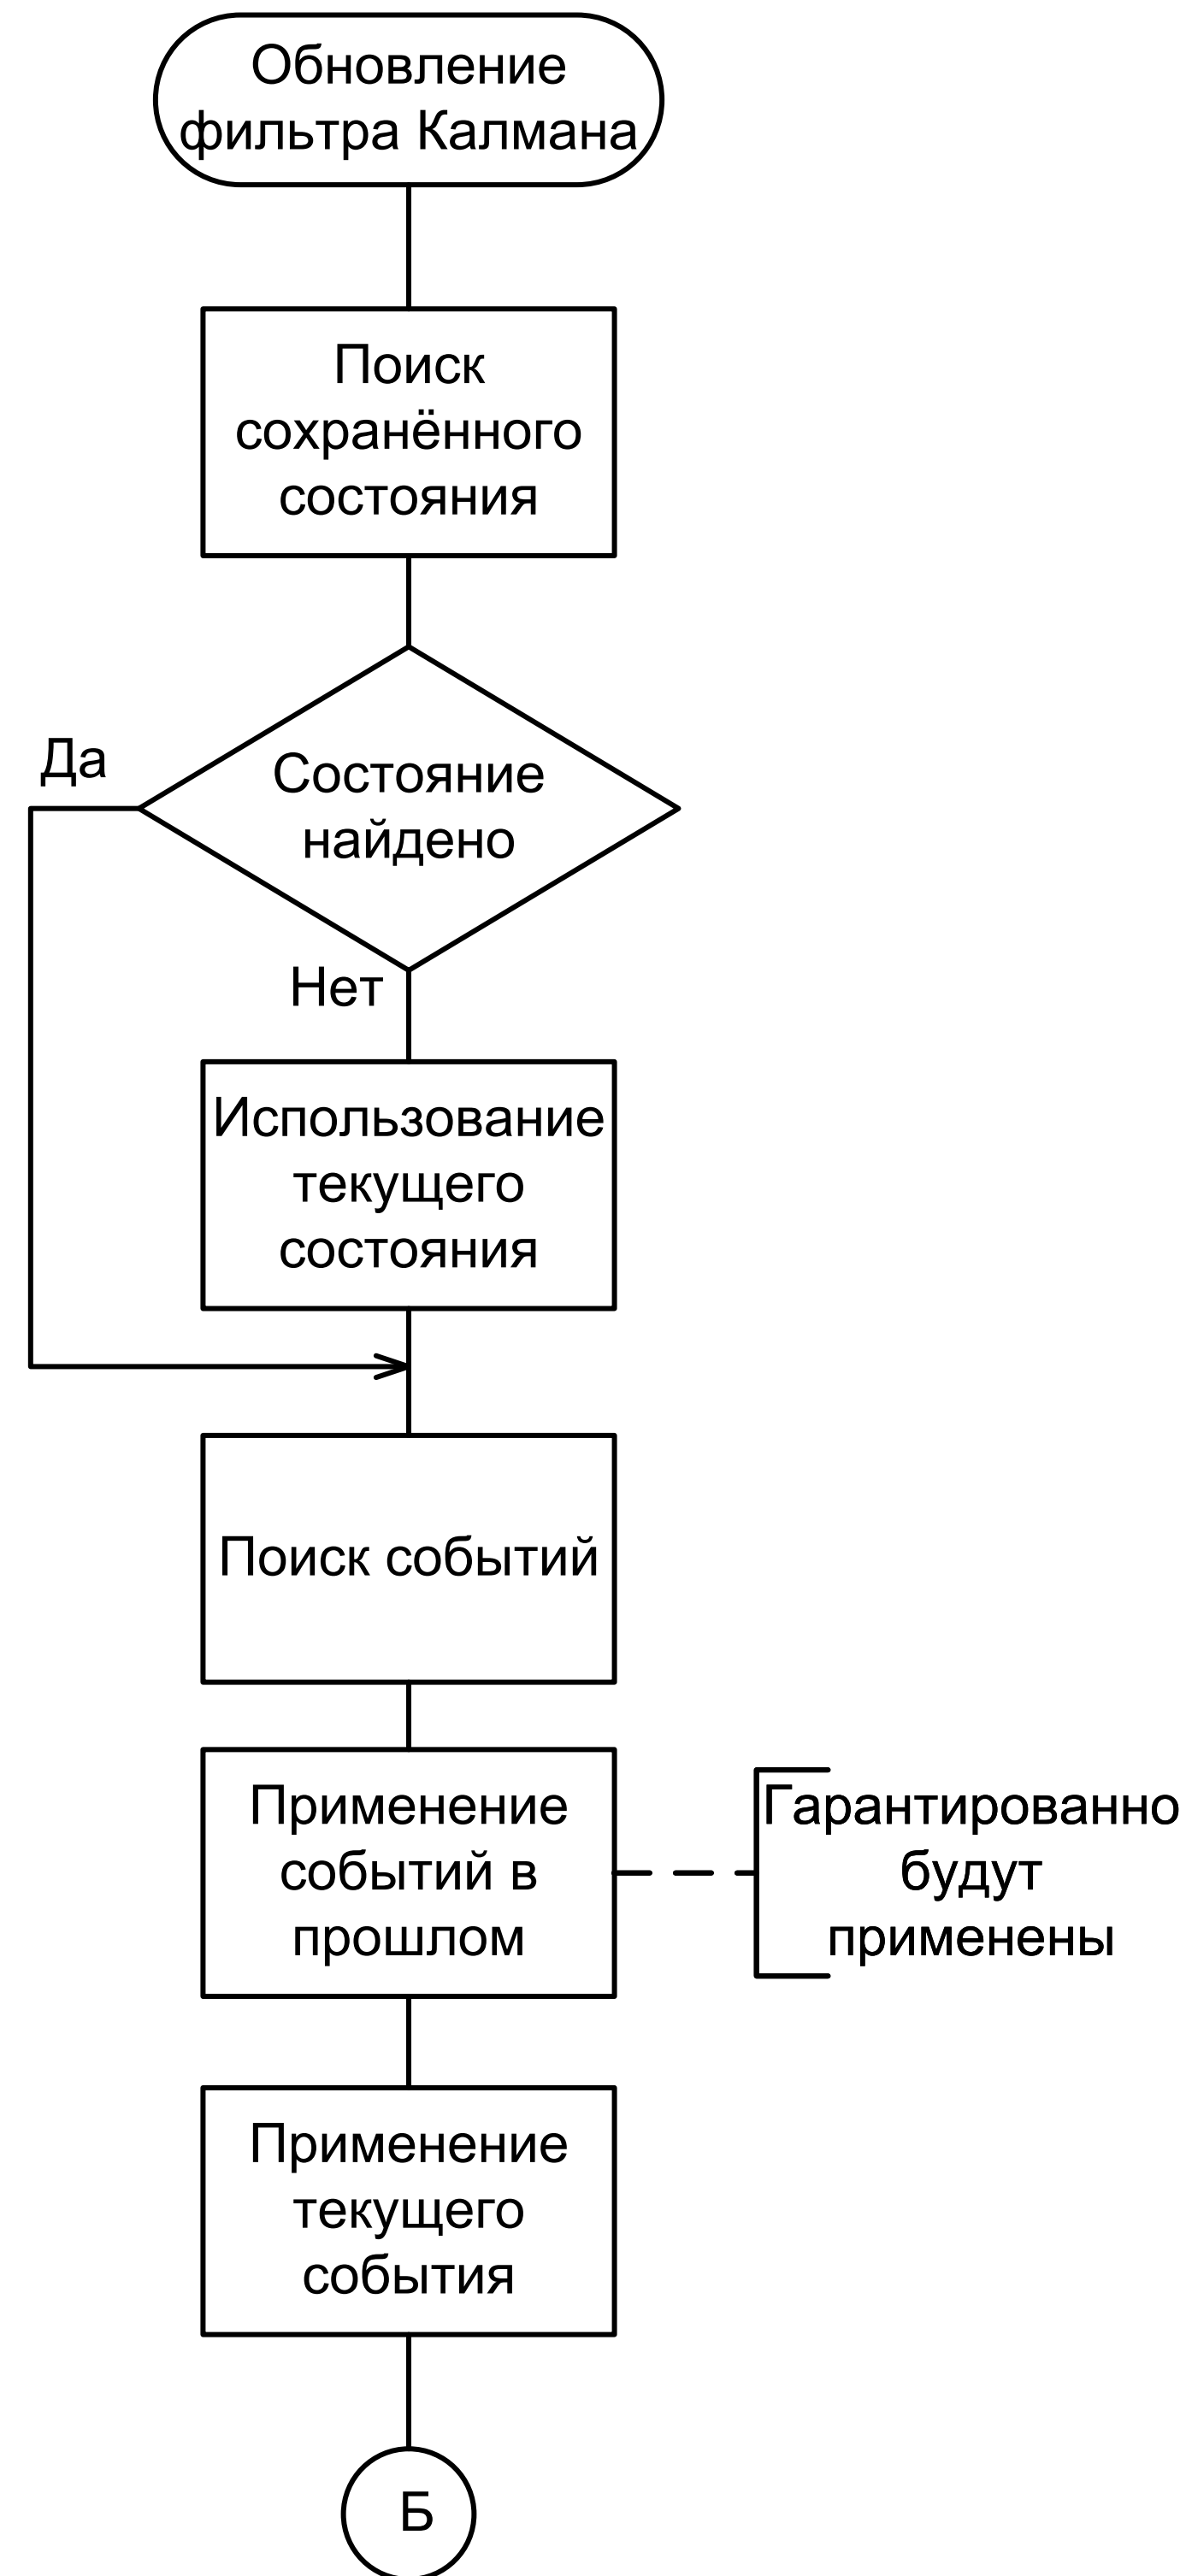 Обновление
фильтра Калмана
Поиск
сохранённого
состояния
Да
Состояние
найдено
Нет
Использование
текущего
состояния
Поиск событий
Применение
событий в
прошлом
Гарантированно
будут
применены
Применение
текущего
события
Б